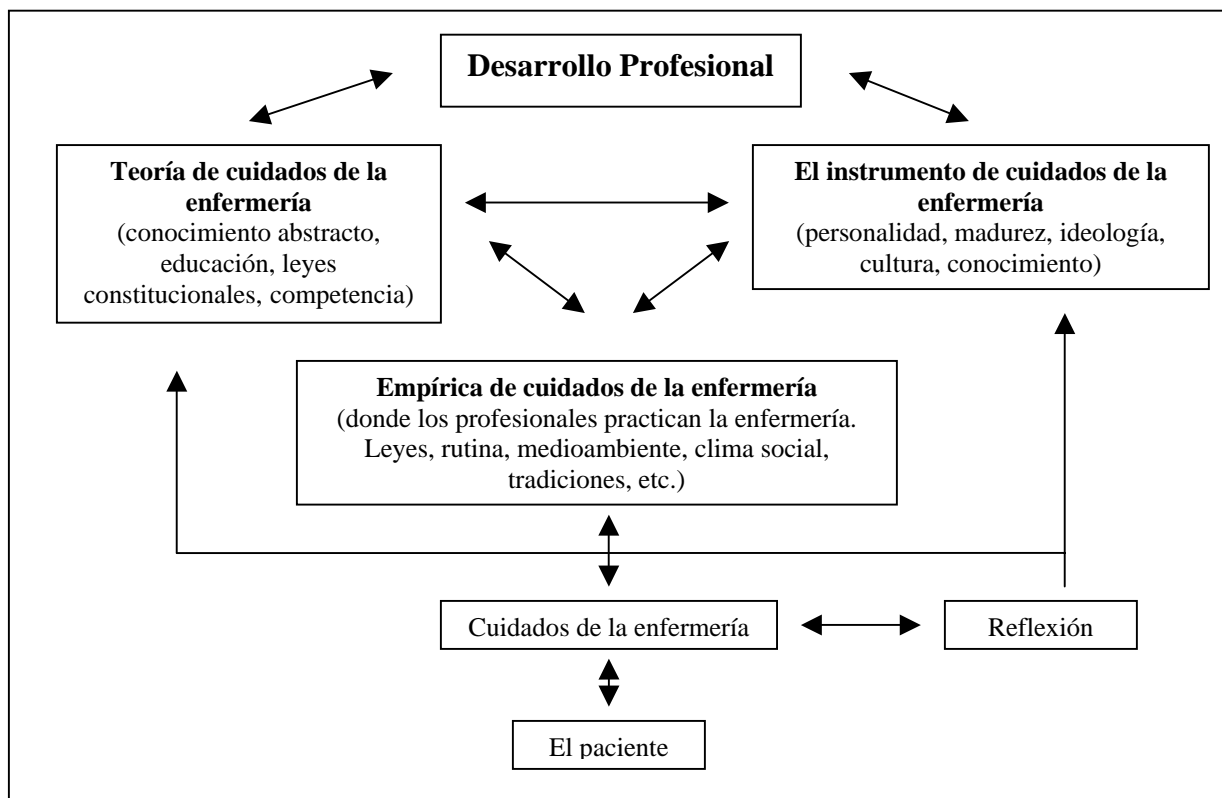 Desarrollo Profesional
Teoría de cuidados de la
enfermería
(conocimiento abstracto,
educación, leyes
constitucionales, competencia)
El instrumento de cuidados de la
enfermería
(personalidad, madurez, ideología,
cultura, conocimiento)
Empírica de cuidados de la enfermería
(donde los profesionales practican la enfermería.
Leyes, rutina, medioambiente, clima social,
tradiciones, etc.)
Cuidados de la enfermería
Reflexión
El paciente